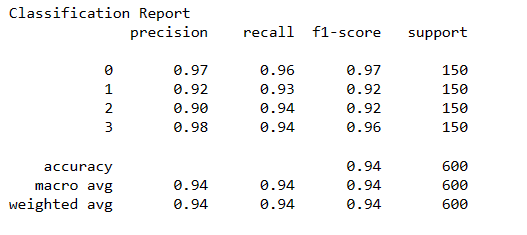 Classification Report
precision recall f1-score support
0 0.97 0.96 0.97 150
1 0.92 0.93 0.92 150
2 0.90 0.94 0.92 150
3 0.98 0.94 0.96 150
accuracy 0.94 600
macro avg 0.94 0.94 0.94 600
weighted avg 0.94 0.94 0.94 600